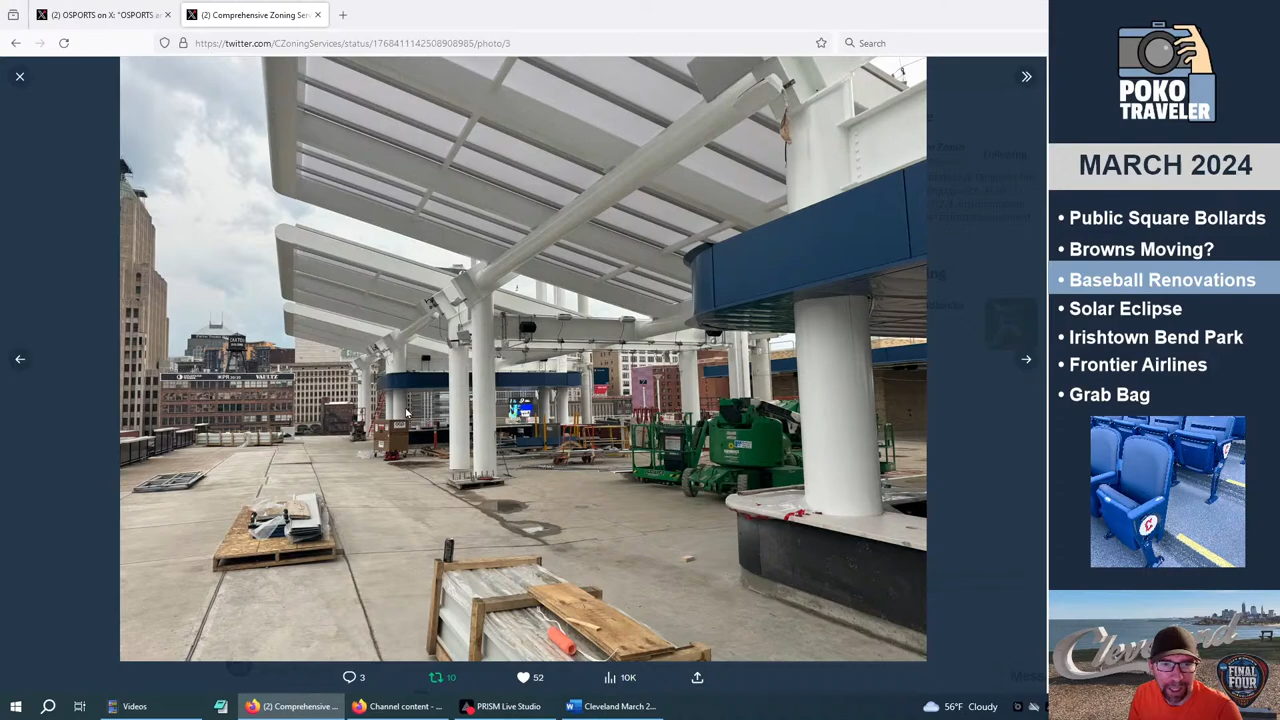 (2) OSPORTS on X: "OSPORTS a
(2) Comprehensive Zoning Ser
https://twitter.com/CZoningServices/status/1768411142508908985/photo/3
Search
POKO
TRAVELER
MARCH 2024
• Public Square Bollards
• Browns Moving?
• Baseball Renovations
• Solar Eclipse
• Irishtown Bend Park
• Frontier Airlines
• Grab Bag
VAULTZ
3
10
52
10K
Cleveland
FINAL
FOUR
Videos
(2) Comprehensive ...
Channel content - ...
PRISM Live Studio
Cleveland March 2...
56°F Cloudy